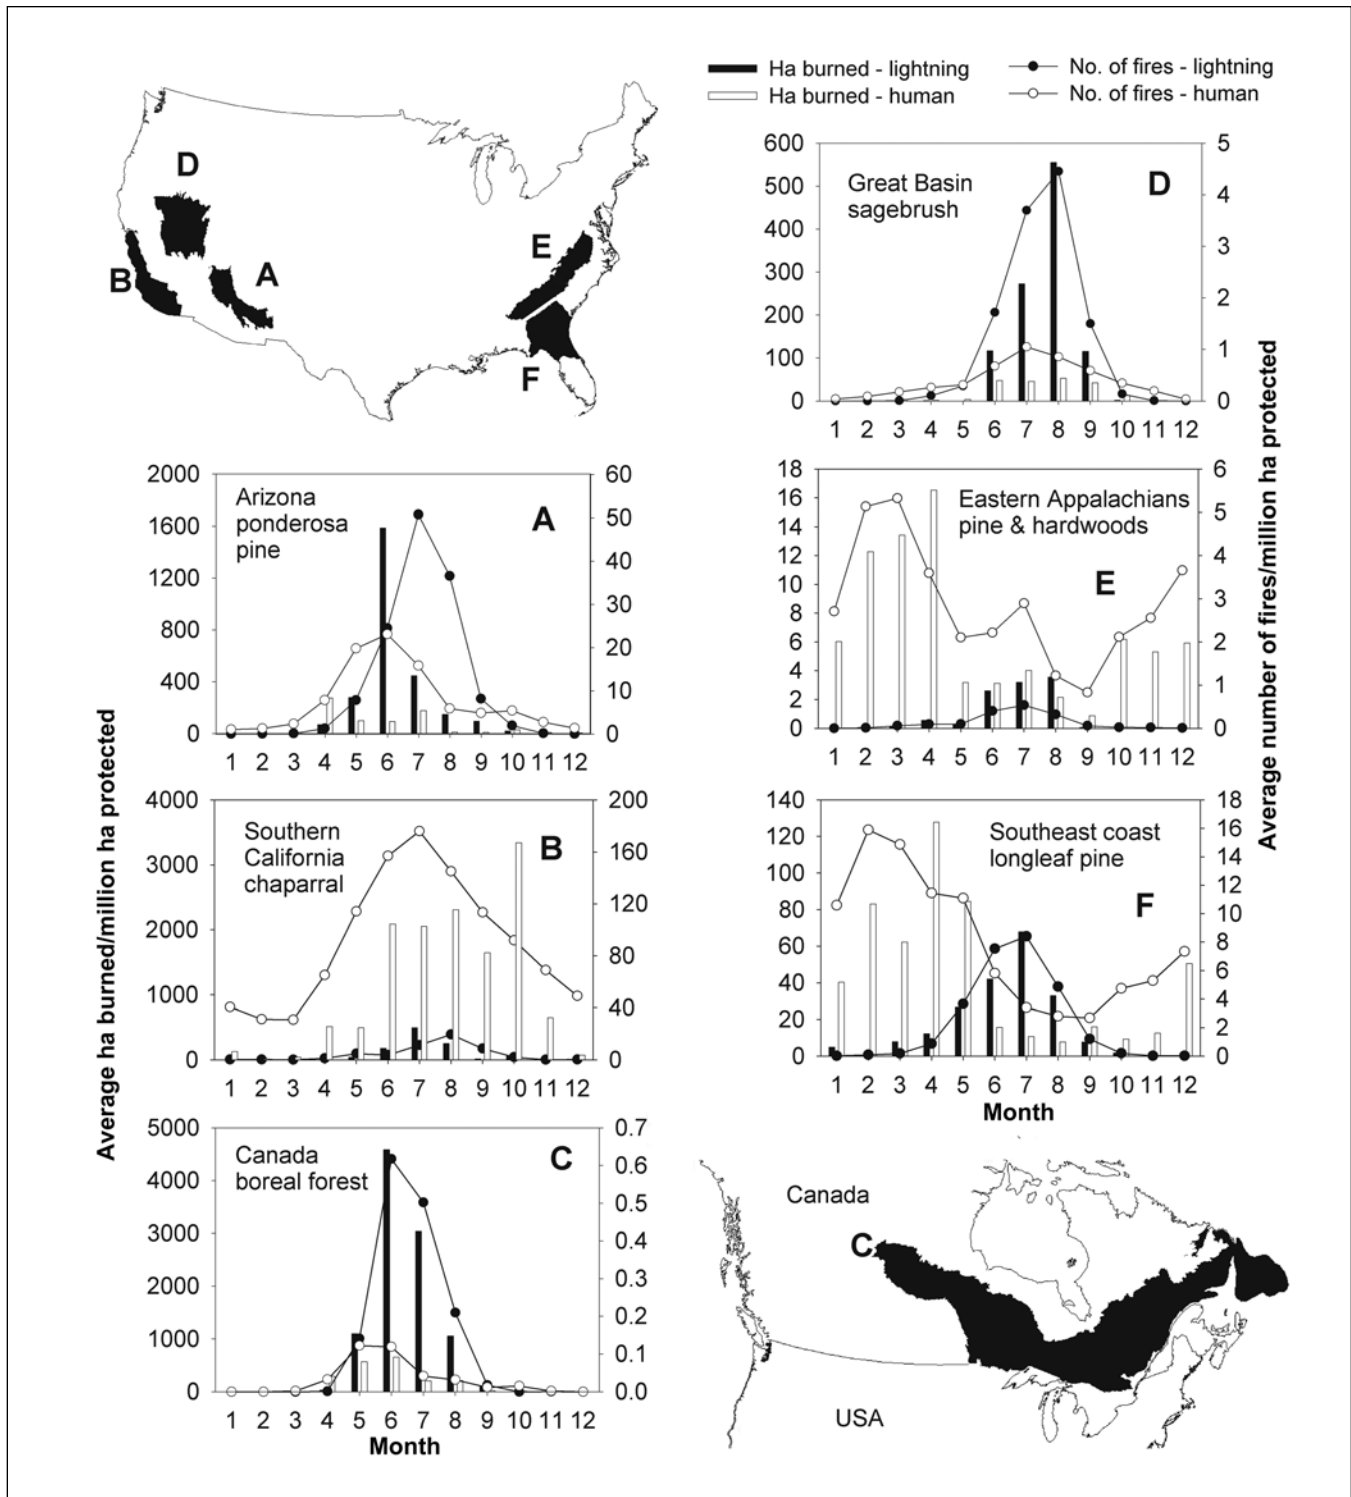 Ha burned - lightning
No. of fires - lightning
Ha burned - human
No. of fires - human
D
B
A
E
F
600
500
400
300
200
100
0
Great Basin
sagebrush
D
5
4
3
2
1
0
1 2 3 4 5 6 7 8 9 10 11 12
2000
1600
1200
800
400
0
Arizona
ponderosa
pine
A
60
50
40
30
20
10
0
1 2 3 4 5 6 7 8 9 10 11 12
18
16
14
12
10
8
6
4
2
0
Eastern Appalachians
pine & hardwoods
E
6
5
4
3
2
1
0
1 2 3 4 5 6 7 8 9 10 11 12
4000
3000
2000
1000
0
Southern
California
chaparral
B
200
160
120
80
40
0
1 2 3 4 5 6 7 8 9 10 11 12
140
120
100
80
60
40
20
0
Southeast coast
longleaf pine
F
18
16
14
12
10
8
6
4
2
0
1 2 3 4 5 6 7 8 9 10 11 12
Month
5000
4000
3000
2000
1000
0
Canada
boreal forest
C
0.7
0.6
0.5
0.4
0.3
0.2
0.1
0.0
1 2 3 4 5 6 7 8 9 10 11 12
Month
Average ha burned/million ha protected
Average number of fires/million ha protected
Canada
C
USA